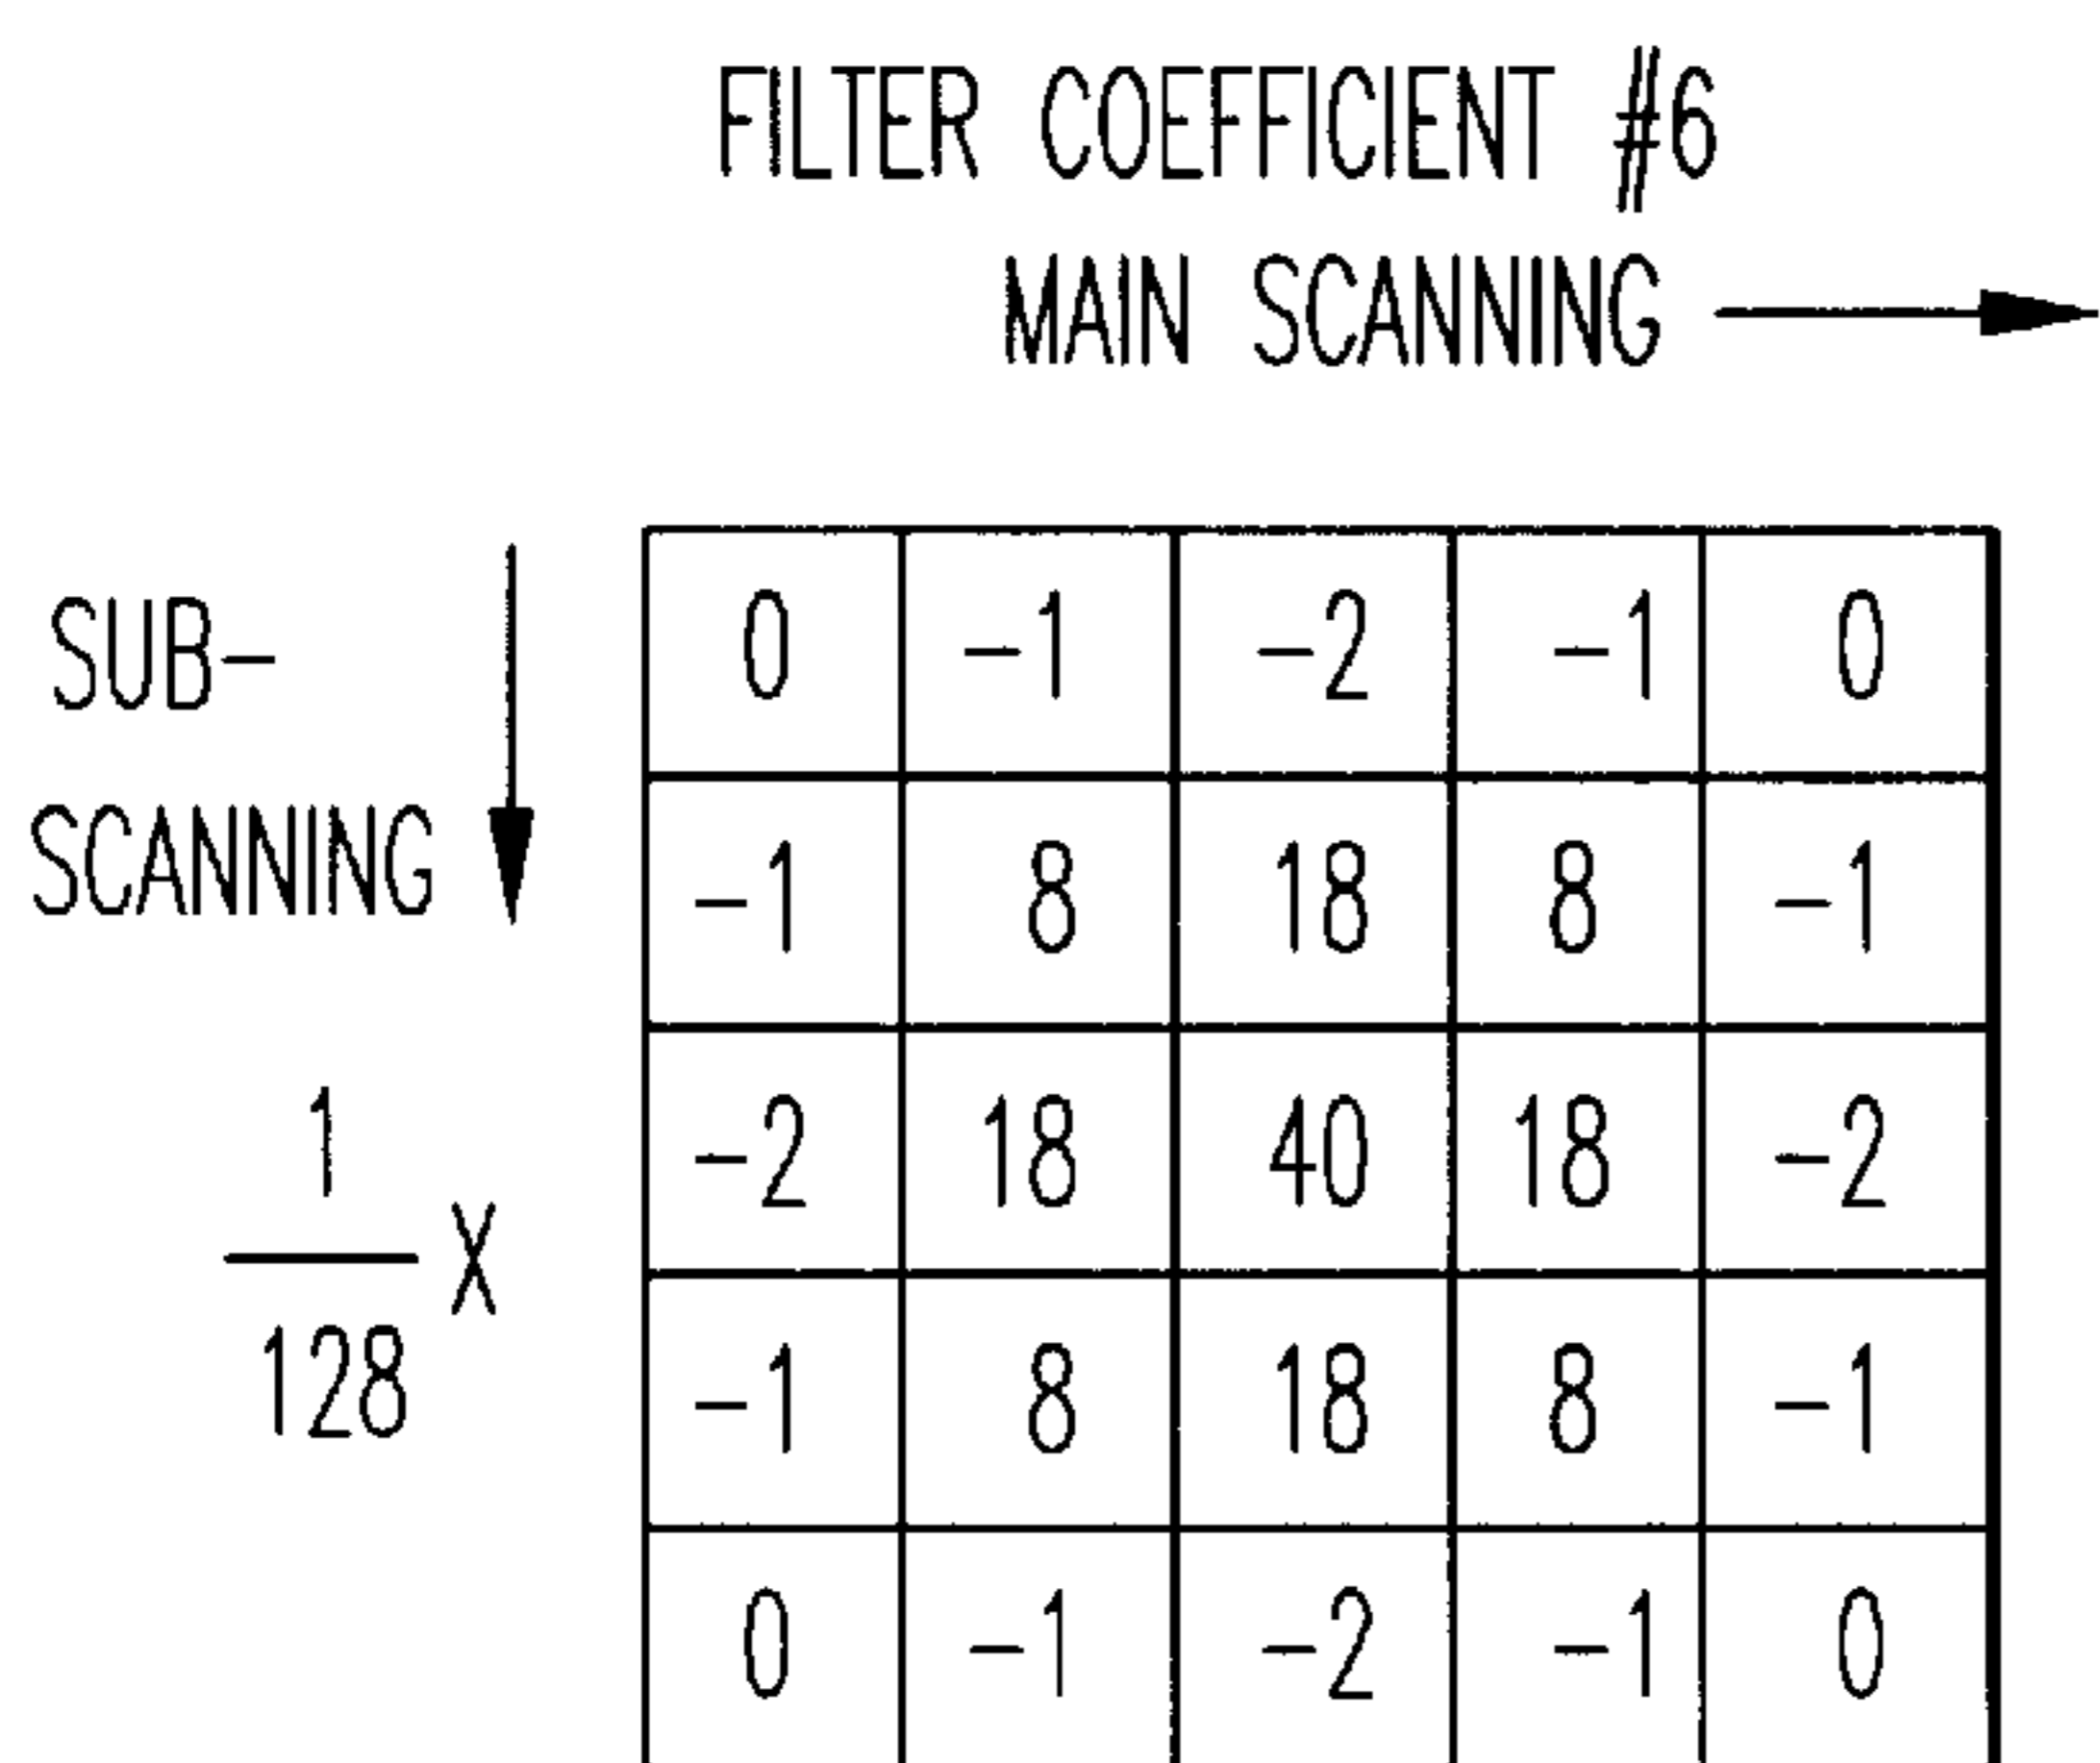 FILTER COEFFICIENT #6
MAIN SCANNING
SUB-
SCANNING
1
128
X
0 -1 -2 -1 0
-1 8 18 8 -1
-2 18 40 18 -2
-1 8 18 8 -1
0 -1 -2 -1 0